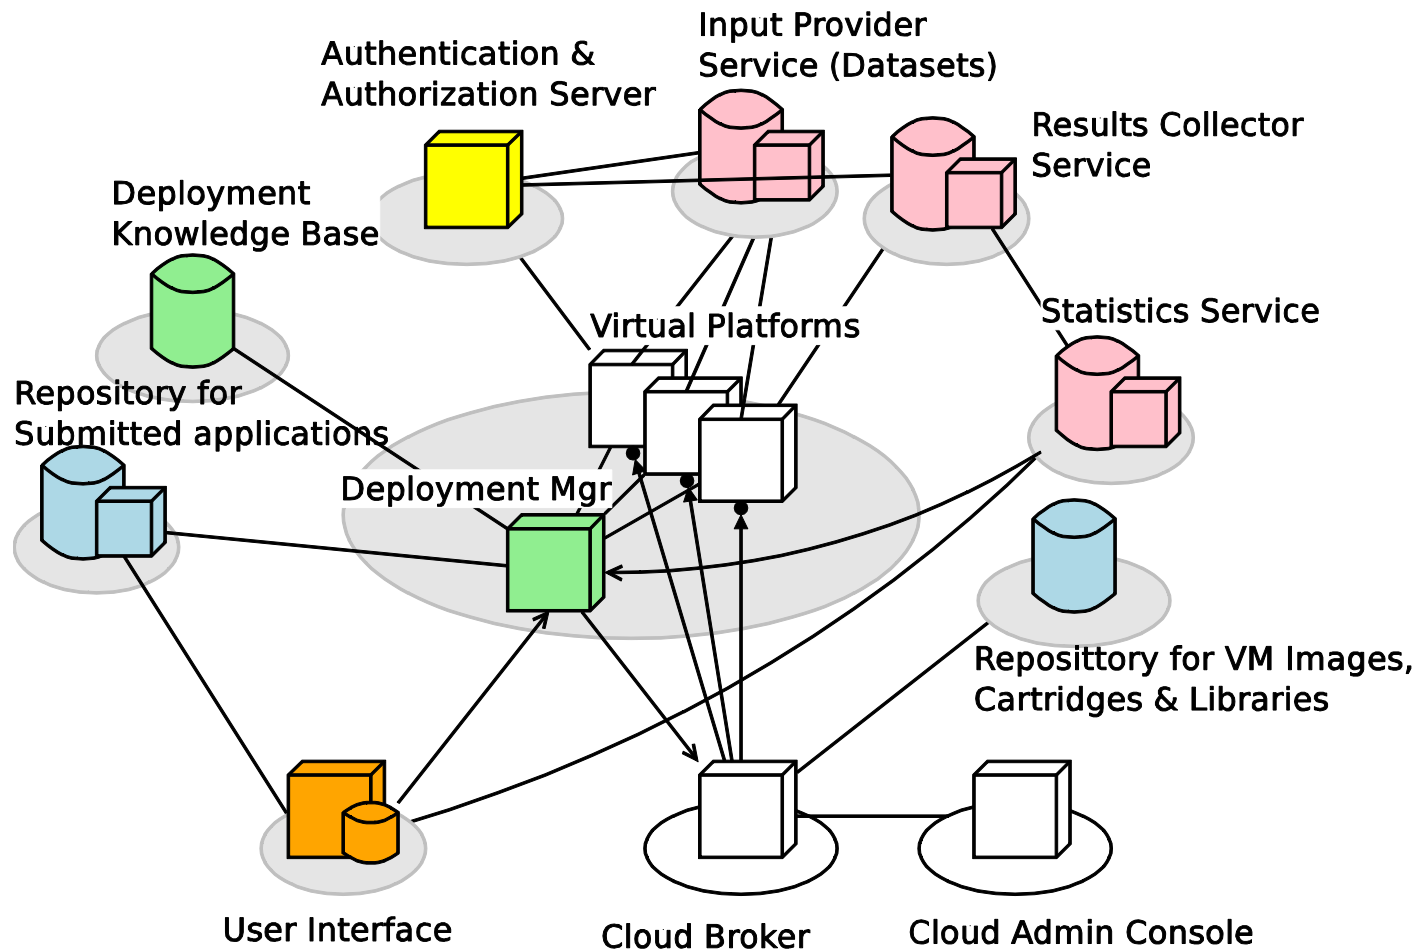 Input Provider
Service (Datasets)
Authentication &
Authorization Server
Results Collector
Service
Deployment
Knowledge Base
Statistics Service
Virtual Platforms
Repository for
Submitted applications
Deployment Mgr
Reposittory for VM Images,
Cartridges & Libraries
User Interface
Cloud Broker
Cloud Admin Console